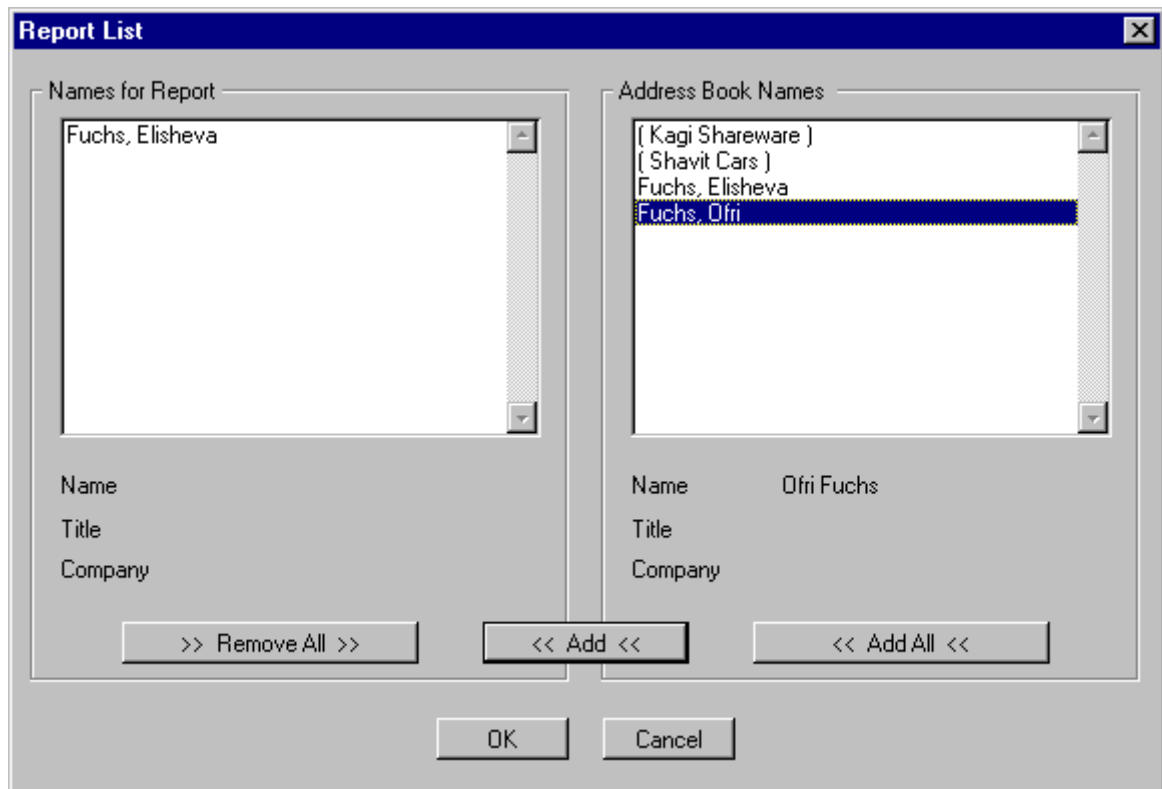 Report List
Names for Report
Fuchs, Elisheva
Name
Title
Company
>> Remove All >>
<< Add <<
Address Book Names
( Kagi Shareware )
( Shavit Cars )
Fuchs, Elisheva
Fuchs, Ofri
Name Ofri Fuchs
Title
Company
<< Add All <<
OK
Cancel